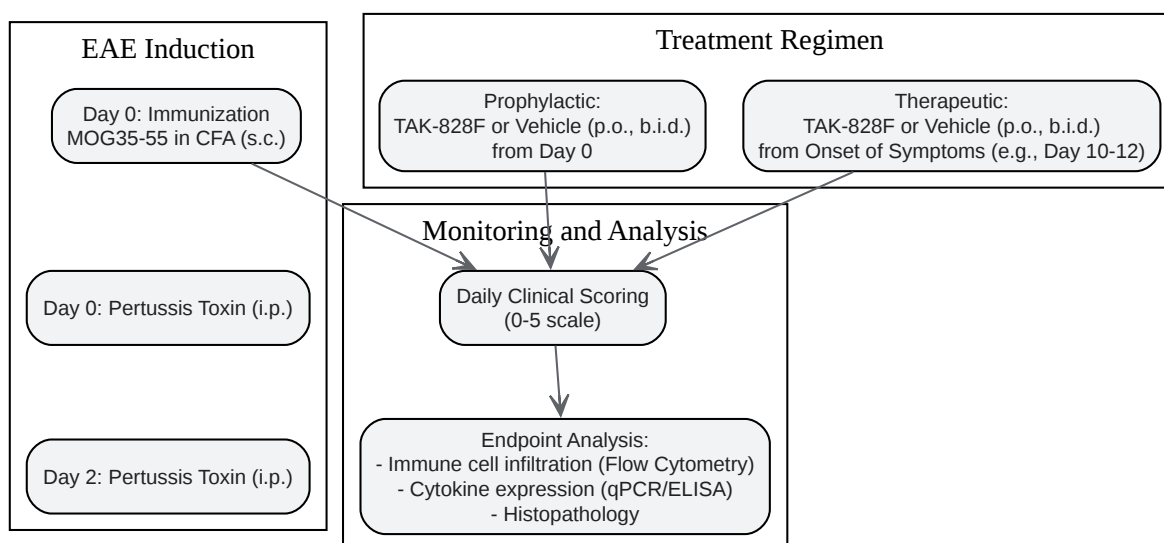 EAE Induction
Day 0: Immunization
MOG35-55 in CFA (s.c.)
Day 0: Pertussis Toxin (i.p.)
Day 2: Pertussis Toxin (i.p.)
Treatment Regimen
Prophylactic:
TAK-828F or Vehicle (p.o., b.i.d.)
from Day 0
Therapeutic:
TAK-828F or Vehicle (p.o., b.i.d.)
from Onset of Symptoms (e.g., Day 10-12)
Monitoring and Analysis
Daily Clinical Scoring
(0-5 scale)
Endpoint Analysis:
- Immune cell infiltration (Flow Cytometry)
- Cytokine expression (qPCR/ELISA)
- Histopathology